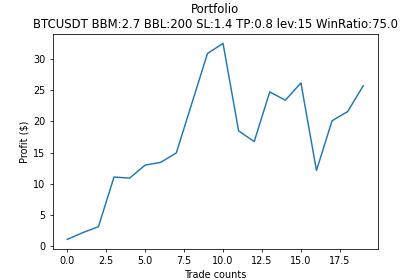 Portfolio
BTCUSDT BBM:2.7 BBL:200 SL:1.4 TP:0.8 lev:15 WinRatio:75.0
Profit ($)
30
25
20
15
10
5
0
0.0 2.5 5.0 7.5 10.0 12.5 15.0 17.5
Trade counts